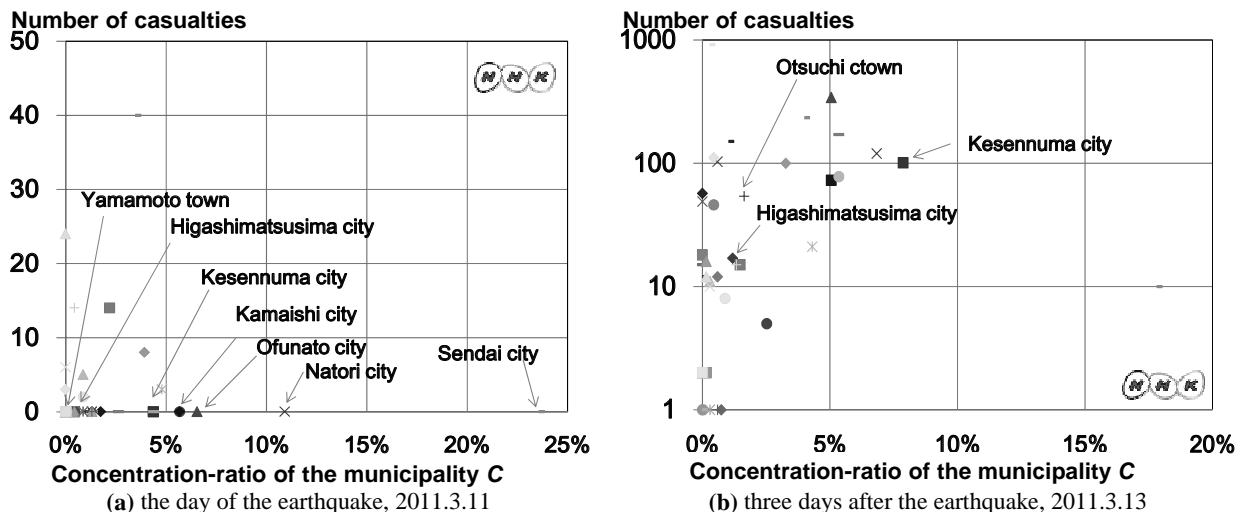 Number of casualties
50
40
30
20
10
0
0%
5%
10%
15%
20%
25%
Yamamoto town
Higashimatsusima city
Kesennuma city
Kamaishi city
Ofunato city
Natori city
Sendai city
NHK
Concentration-ratio of the municipality C
(a) the day of the earthquake, 2011.3.11
Number of casualties
1000
100
10
1
0%
5%
10%
15%
20%
Otsuchi ctown
Kesennuma city
Higashimatsusima city
NHK
Concentration-ratio of the municipality C
(b) three days after the earthquake, 2011.3.13